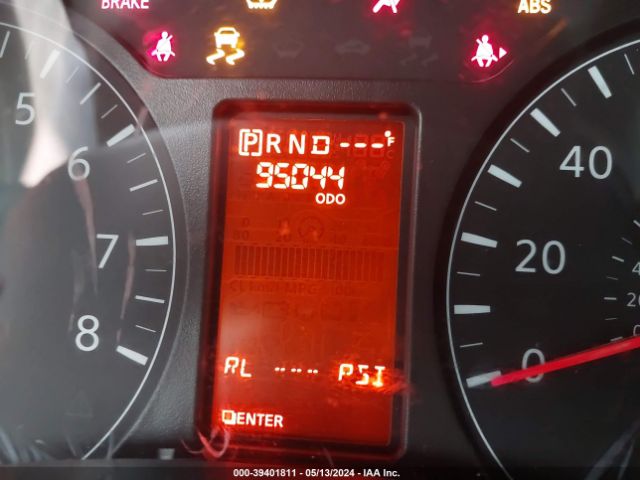 BRAKE ABS
5
6
7
8
[P] R N D ---°F
95044
ODO
RL --- PSI
ENTER
40
20
0
000-39401811 - 05/13/2024 - IAA Inc.